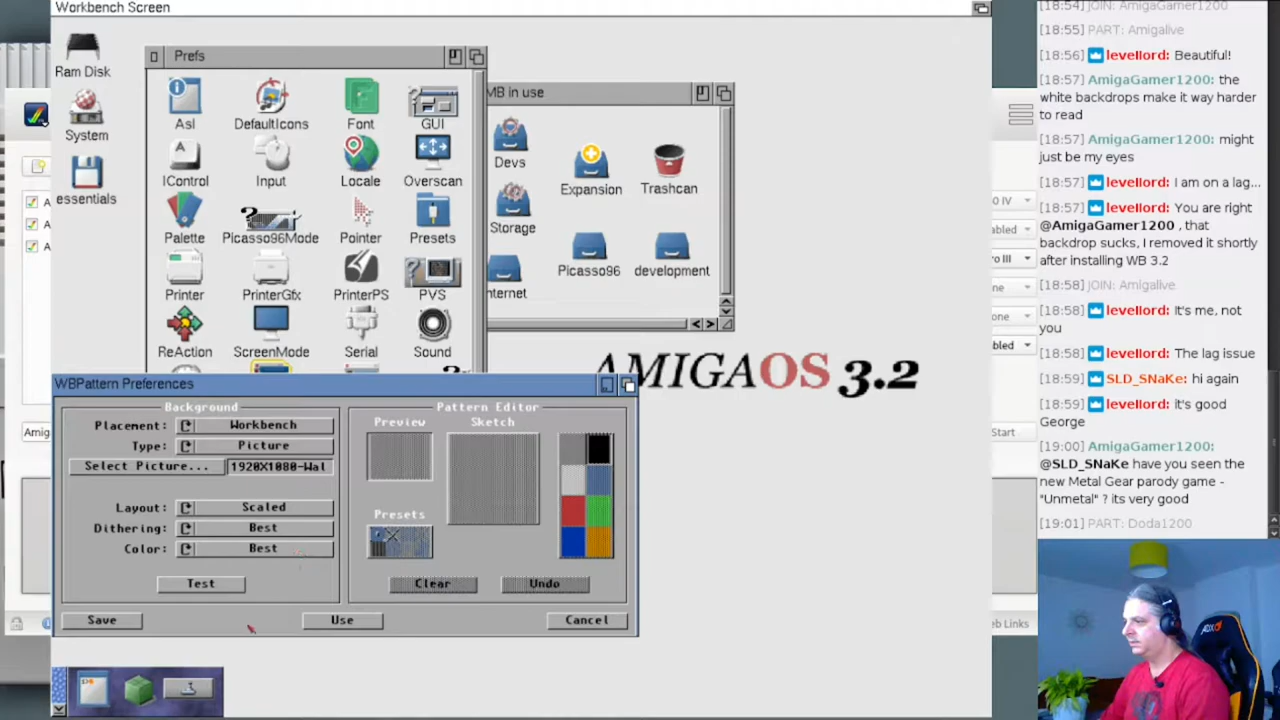 Workbench Screen
Ram Disk
System
essentials
Prefs
Asl
DefaultIcons
Font
GUI
IControl
Input
Locale
Overscan
Palette
Picasso96Mode
Pointer
Presets
Printer
PrinterGfx
PrinterPS
PVS
ReAction
ScreenMode
Serial
Sound
MB in use
Devs
Expansion
Trashcan
Storage
Picasso96
development
AMIGAOS 3.2
WBPattern Preferences
Background
Placement: Workbench
Type: Picture
Select Picture... 1920X1080-Wal
Layout: Scaled
Dithering: Best
Color: Best
Test
Pattern Editor
Preview
Sketch
Presets
Clear
Undo
Save
Use
Cancel
Amig
Start
eb Links
[18:54] JOIN: AmigaGamer1200
[18:55] PART: Amigalive
[18:56] levellord: Beautiful!
[18:57] AmigaGamer1200: the
white backdrops make it way harder
to read
[18:57] AmigaGamer1200: might
just be my eyes
[18:57] levellord: I am on a lag...
[18:57] levellord: You are right
@AmigaGamer1200 , that
backdrop sucks, I removed it shortly
after installing WB 3.2
[18:58] JOIN: Amigalive
[18:58] levellord: It's me, not
you
[18:58] levellord: The lag issue
[18:59] SLD_SNaKe: hi again
[18:59] levellord: it's good
George
[19:00] AmigaGamer1200:
@SLD_SNaKe have you seen the
new Metal Gear parody game -
"Unmetal" ? its very good
[19:01] PART: Doda1200